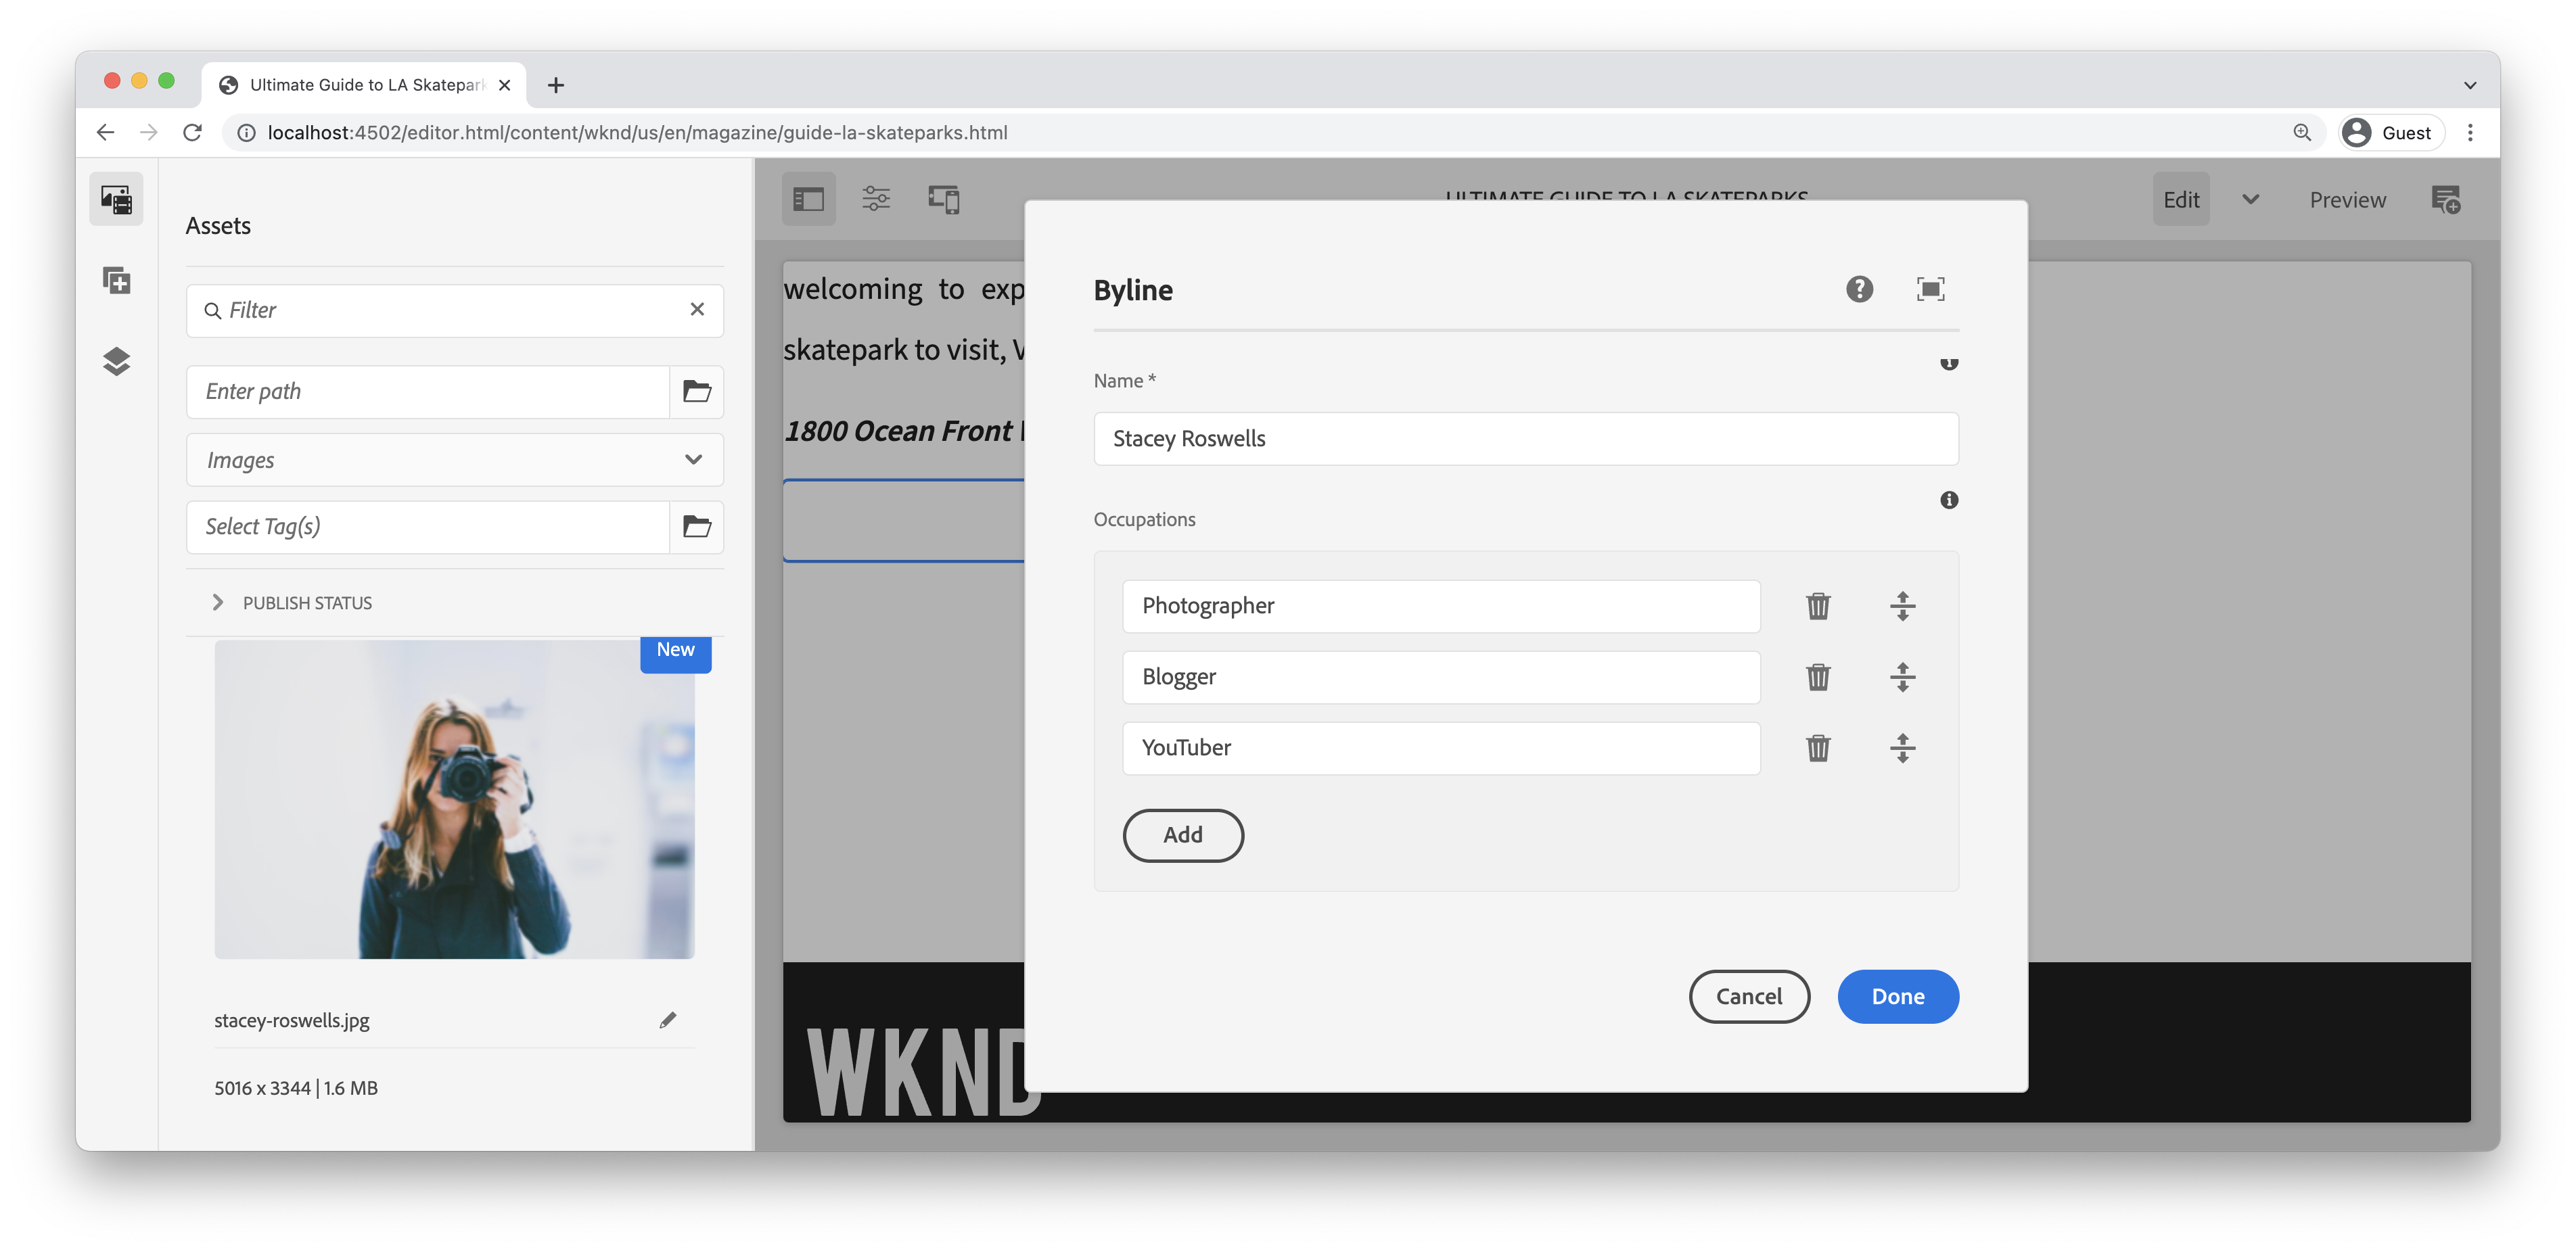 Ultimate Guide to LA Skatepark
localhost:4502/editor.html/content/wknd/us/en/magazine/guide-la-skateparks.html
Guest
Assets
Filter
Enter path
Images
Select Tag(s)
PUBLISH STATUS
New
stacey-roswells.jpg
5016 x 3344 | 1.6 MB
ULTIMATE GUIDE TO LA SKATEPARKS
Edit
Preview
welcoming to exp
skatepark to visit, V
1800 Ocean Front
WKND
Byline
Name *
Stacey Roswells
Occupations
Photographer
Blogger
YouTuber
Add
Cancel
Done